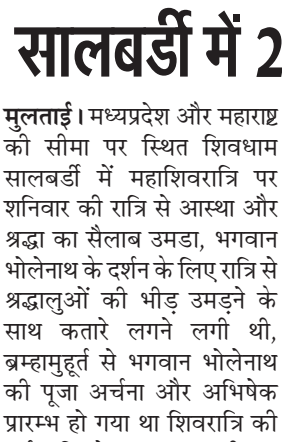 सालबर्डी में 2
मुलताई। मध्यप्रदेश और महाराष्ट्र
की सीमा पर स्थित शिवधाम
सालबर्डी में महाशिवरात्रि पर
शनिवार की रात्रि से आस्था और
श्रद्धा का सैलाब उमडा, भगवान
भोलेनाथ के दर्शन के लिए रात्रि से
श्रद्धालुओं की भीड़ उमड़ने के
साथ कतारे लगने लगी थी,
ब्रम्हामुहूर्त से भगवान भोलेनाथ
की पूजा अर्चना और अभिषेक
प्रारम्भ हो गया था शिवरात्रि की